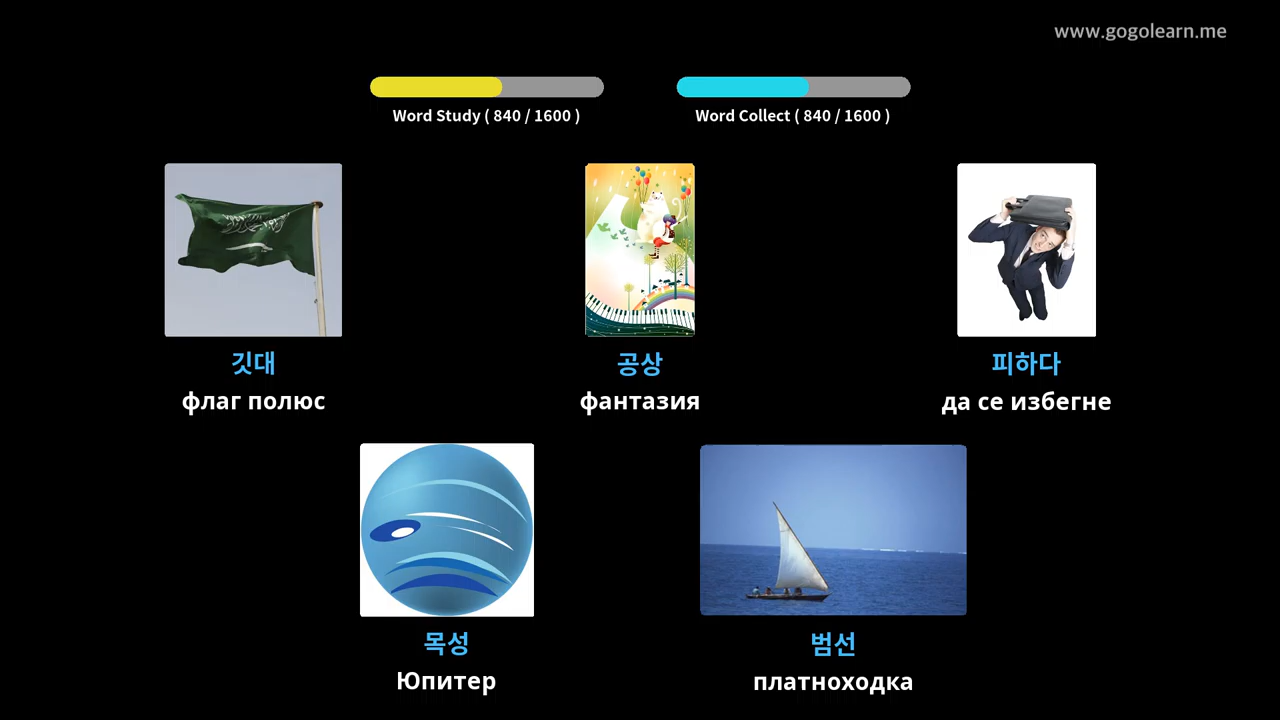 www.gogolearn.me
Word Study ( 840 / 1600 )
Word Collect ( 840 / 1600 )
깃대
флаг полюс
공상
фантазия
피하다
да се избегне
목성
Юпитер
범선
платноходка